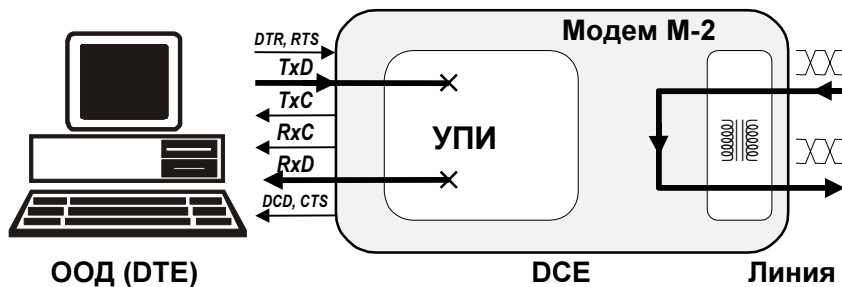 Модем М-2
DTR, RTS
TxD
TxC
RxC
RxD
DCD, CTS
УПИ
ООД (DTE)
DCE
Линия